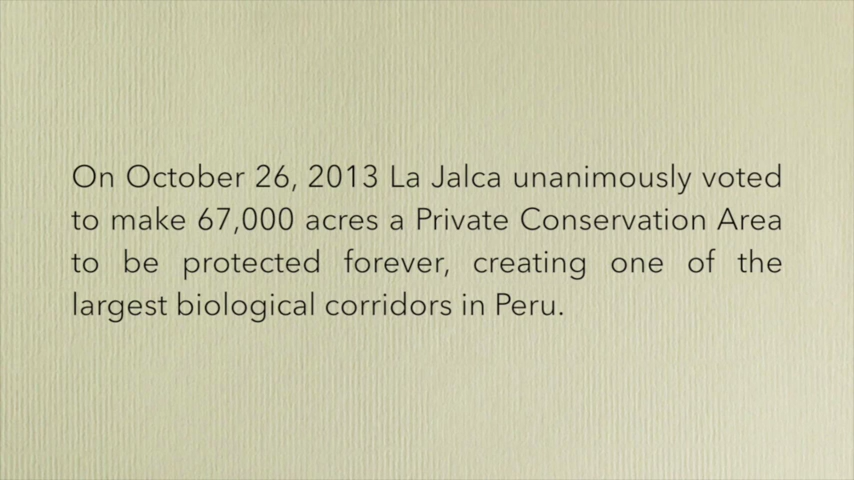 On October 26, 2013 La Jalca unanimously voted
to make 67,000 acres a Private Conservation Area
to be protected forever, creating one of the
largest biological corridors in Peru.